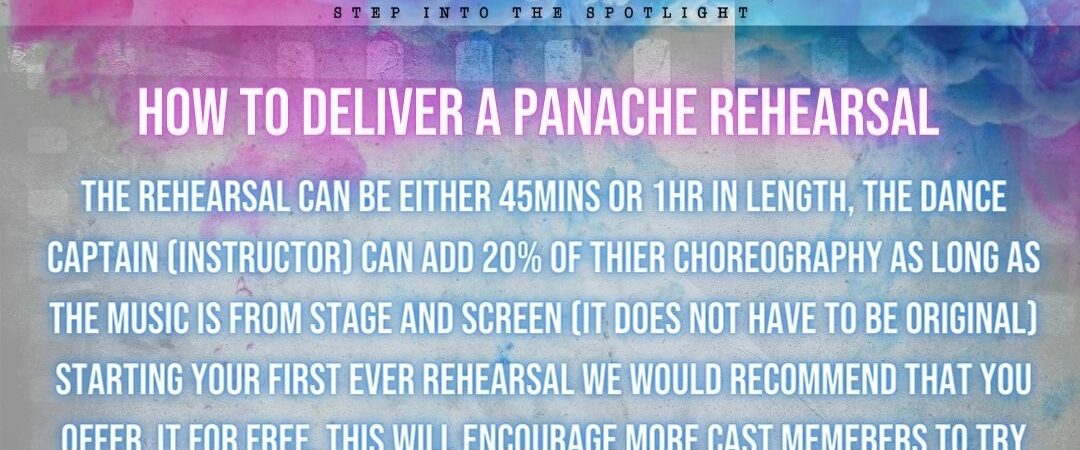 STEP INTO THE SPOTLIGHT
HOW TO DELIVER A PANACHE REHEARSAL
THE REHEARSAL CAN BE EITHER 45MINS OR 1HR IN LENGTH, THE DANCE
CAPTAIN (INSTRUCTOR) CAN ADD 20% OF THIER CHOREOGRAPHY AS LONG AS
THE MUSIC IS FROM STAGE AND SCREEN (IT DOES NOT HAVE TO BE ORIGINAL)
STARTING YOUR FIRST EVER REHEARSAL WE WOULD RECOMMEND THAT YOU
OFFER IT FOR FREE, THIS WILL ENCOURAGE MORE CAST MEMEBERS TO TRY